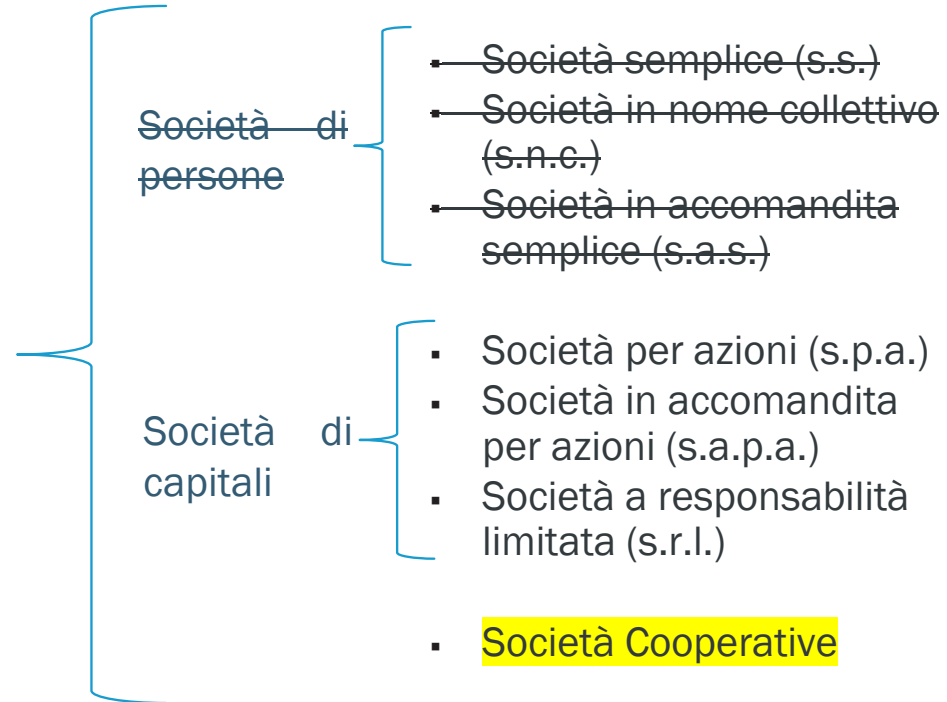 Società di
persone
▪ Società semplice (s.s.)
▪ Società in nome collettivo
(s.n.c.)
▪ Società in accomandita
semplice (s.a.s.)
Società di
capitali
▪ Società per azioni (s.p.a.)
▪ Società in accomandita
per azioni (s.a.p.a.)
▪ Società a responsabilità
limitata (s.r.l.)
▪ Società Cooperative